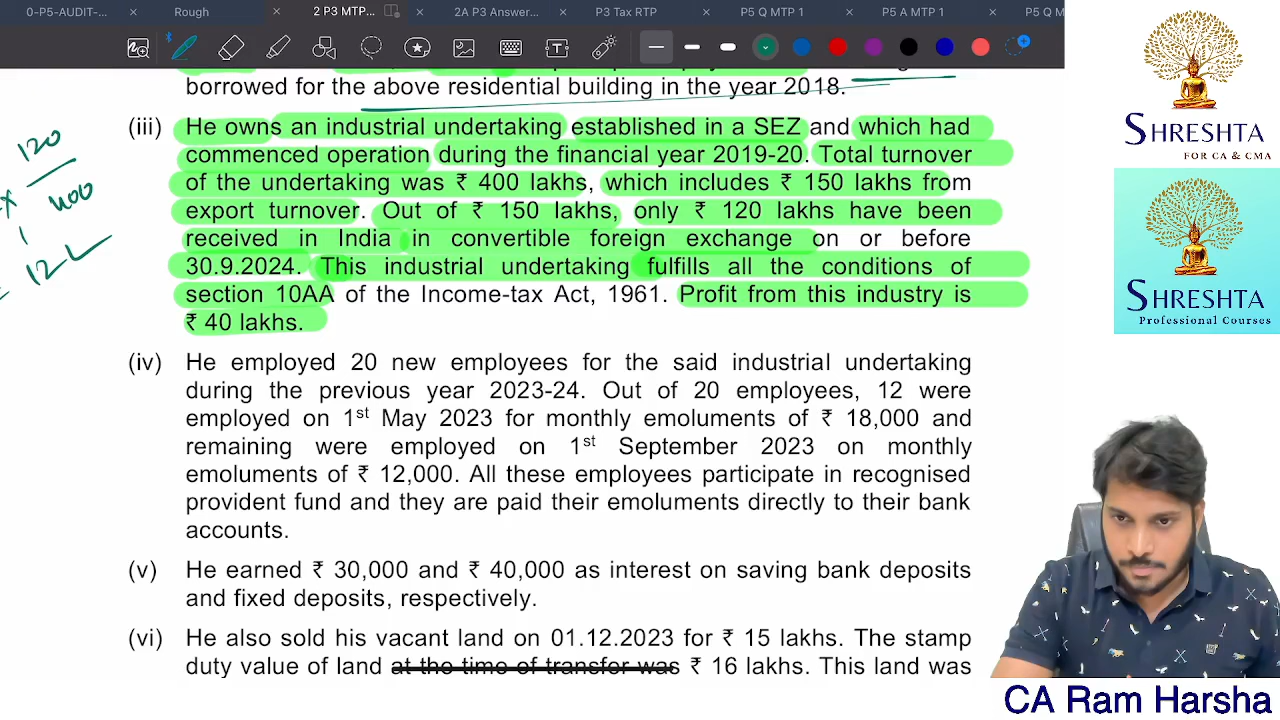 0-P5-AUDIT-...
Rough
2 P3 MTP...
2A P3 Answer...
P3 Tax RTP
P5 Q MTP 1
P5 A MTP 1
P5 Q M
borrowed for the above residential building in the year 2018.
(iii) He owns an industrial undertaking established in a SEZ and which had
commenced operation during the financial year 2019-20. Total turnover
of the undertaking was ₹ 400 lakhs, which includes ₹ 150 lakhs from
export turnover. Out of ₹ 150 lakhs, only ₹ 120 lakhs have been
received in India in convertible foreign exchange on or before
30.9.2024. This industrial undertaking fulfills all the conditions of
section 10AA of the Income-tax Act, 1961. Profit from this industry is
₹ 40 lakhs.
120
x 400
12L
(iv) He employed 20 new employees for the said industrial undertaking
during the previous year 2023-24. Out of 20 employees, 12 were
employed on 1st May 2023 for monthly emoluments of ₹ 18,000 and
remaining were employed on 1st September 2023 on monthly
emoluments of ₹ 12,000. All these employees participate in recognised
provident fund and they are paid their emoluments directly to their bank
accounts.
(v) He earned ₹ 30,000 and ₹ 40,000 as interest on saving bank deposits
and fixed deposits, respectively.
(vi) He also sold his vacant land on 01.12.2023 for ₹ 15 lakhs. The stamp
duty value of land at the time of transfer was ₹ 16 lakhs. This land was
SHRESHTA
FOR CA & CMA
SHRESHTA
Professional Courses
CA Ram Harsha